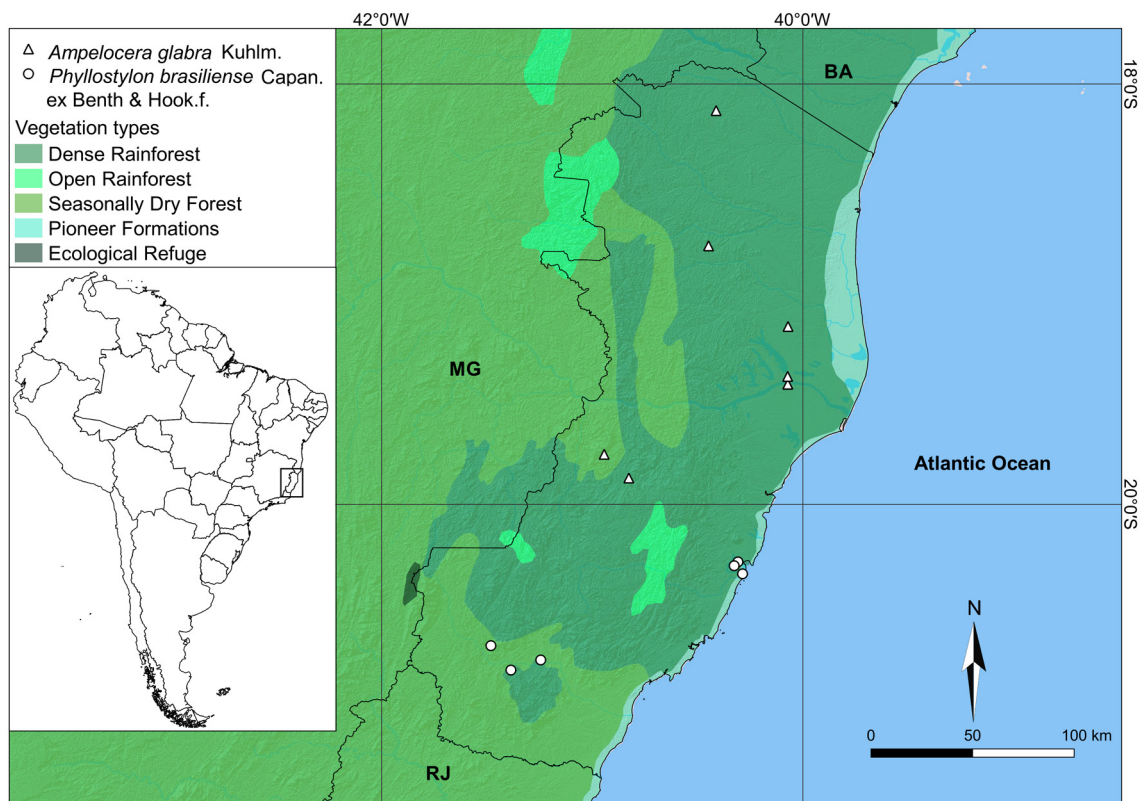 42°0'W
40°0'W
Ampelocera glabra Kuhlm.
Phyllostylon brasiliense Capan.
ex Benth & Hook.f.
Vegetation types
Dense Rainforest
Open Rainforest
Seasonally Dry Forest
Pioneer Formations
Ecological Refuge
BA
18°0'S
MG
Atlantic Ocean
20°0'S
N
0 50 100 km
RJ